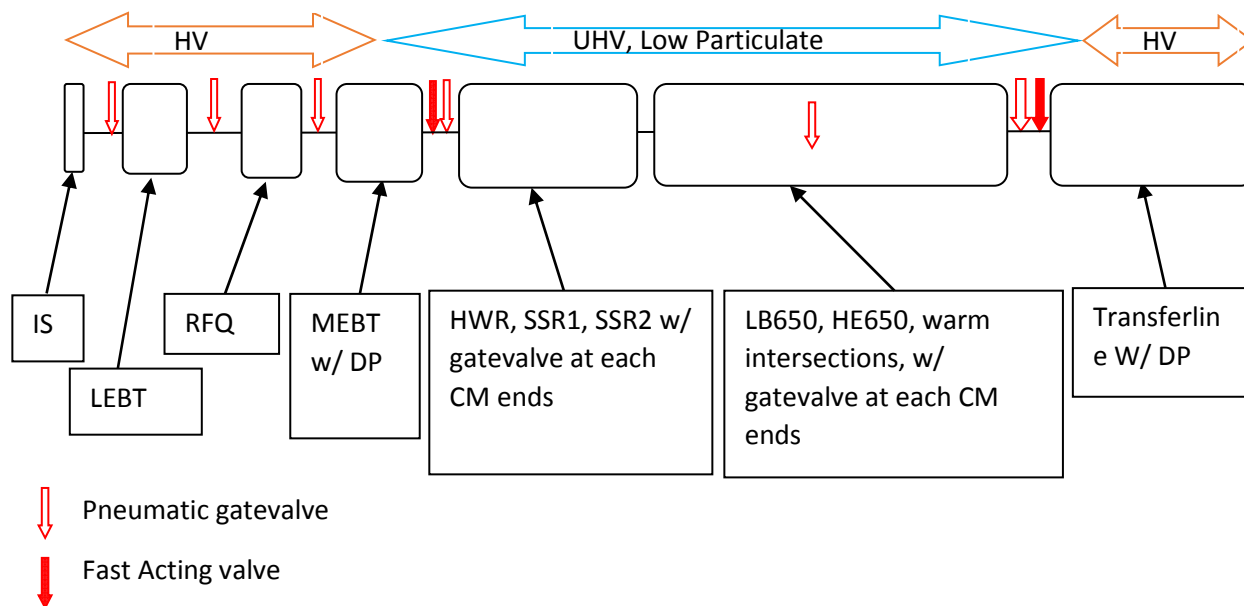 HV
UHV, Low Particulate
HV
IS
LEBT
RFQ
MEBT
w/ DP
HWR, SSR1, SSR2 w/
gatevalve at each
CM ends
LB650, HE650, warm
intersections, w/
gatevalve at each CM
ends
Transferlin
e W/ DP
Pneumatic gatevalve
Fast Acting valve